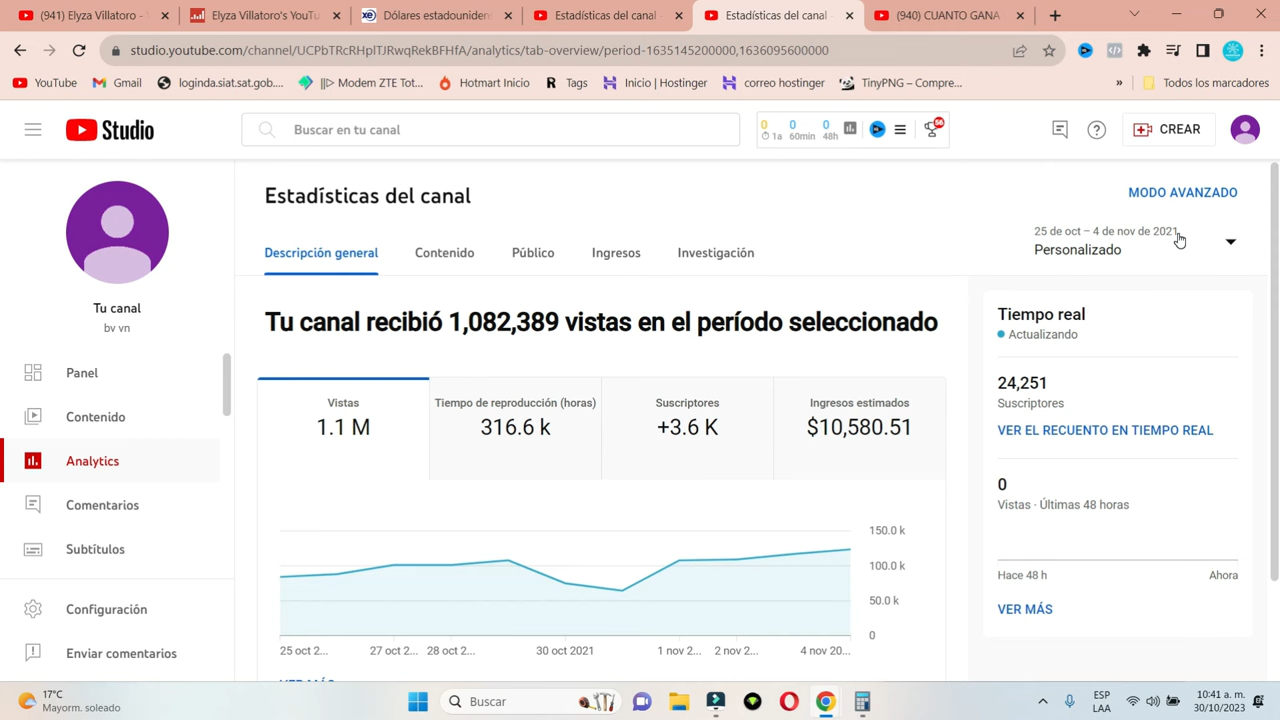 (941) Elyza Villatoro -
Elyza Villatoro's YouTu
Dólares estadouniden
Estadísticas del canal -
Estadísticas del canal -
(940) CUANTO GANA
studio.youtube.com/channel/UCPbTRcRHplTJRwqRekBFHfA/analytics/tab-overview/period-1635145200000,1636095600000
YouTube
Gmail
loginda.siat.sat.gob....
||▷ Modem ZTE Tot...
Hotmart Inicio
R Tags
Inicio | Hostinger
correo hostinger
TinyPNG – Compre...
»
Todos los marcadores
Studio
Buscar en tu canal
0 0 0
1a 60min 48h
CREAR
Estadísticas del canal
MODO AVANZADO
25 de oct – 4 de nov de 2021
Personalizado
Descripción general
Contenido
Público
Ingresos
Investigación
Tu canal
bv vn
Panel
Contenido
Analytics
Comentarios
Subtítulos
Configuración
Enviar comentarios
Tu canal recibió 1,082,389 vistas en el período seleccionado
Vistas
1.1 M
Tiempo de reproducción (horas)
316.6 k
Suscriptores
+3.6 K
Ingresos estimados
$10,580.51
150.0 k
100.0 k
50.0 k
0
25 oct 2...
27 oct 2...
28 oct 2...
30 oct 2021
1 nov 2...
2 nov 2...
4 nov 20...
VER MÁS
Tiempo real
Actualizando
24,251
Suscriptores
VER EL RECUENTO EN TIEMPO REAL
0
Vistas · Últimas 48 horas
Hace 48 h
Ahora
VER MÁS
17°C
Mayorm. soleado
Buscar
ESP
LAA
10:41 a. m.
30/10/2023